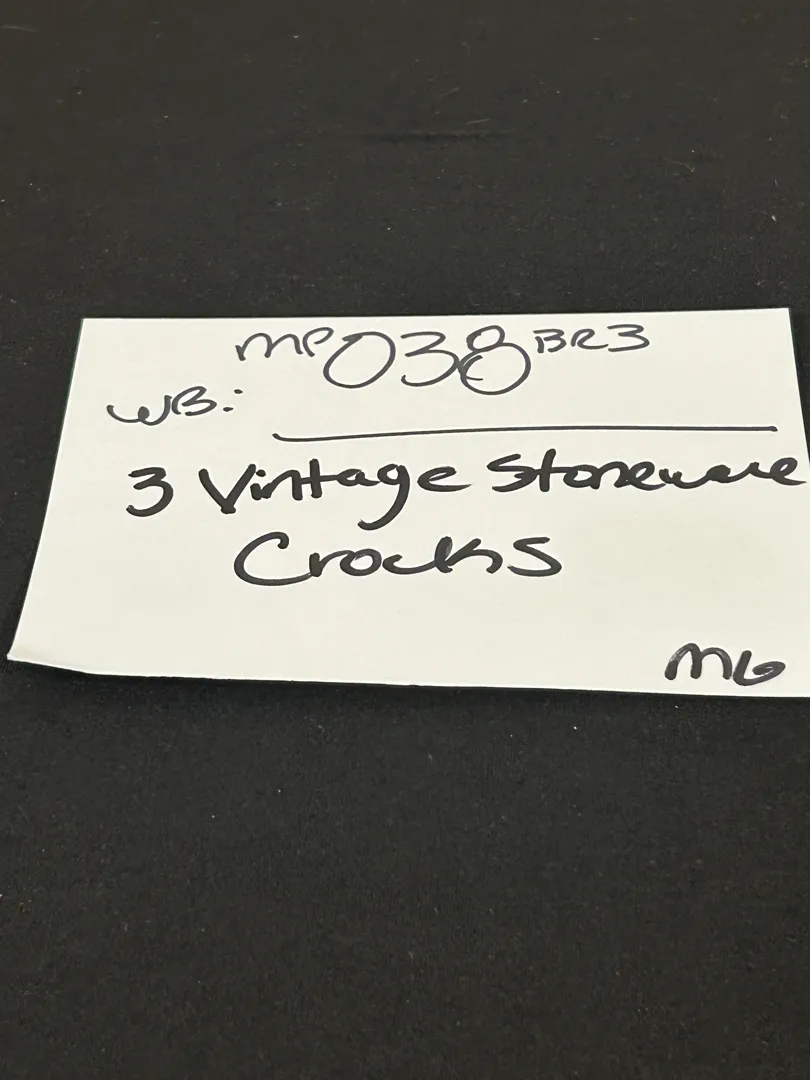 MP038BR3
WB:
3 Vintage Stoneware
Crocks
MG